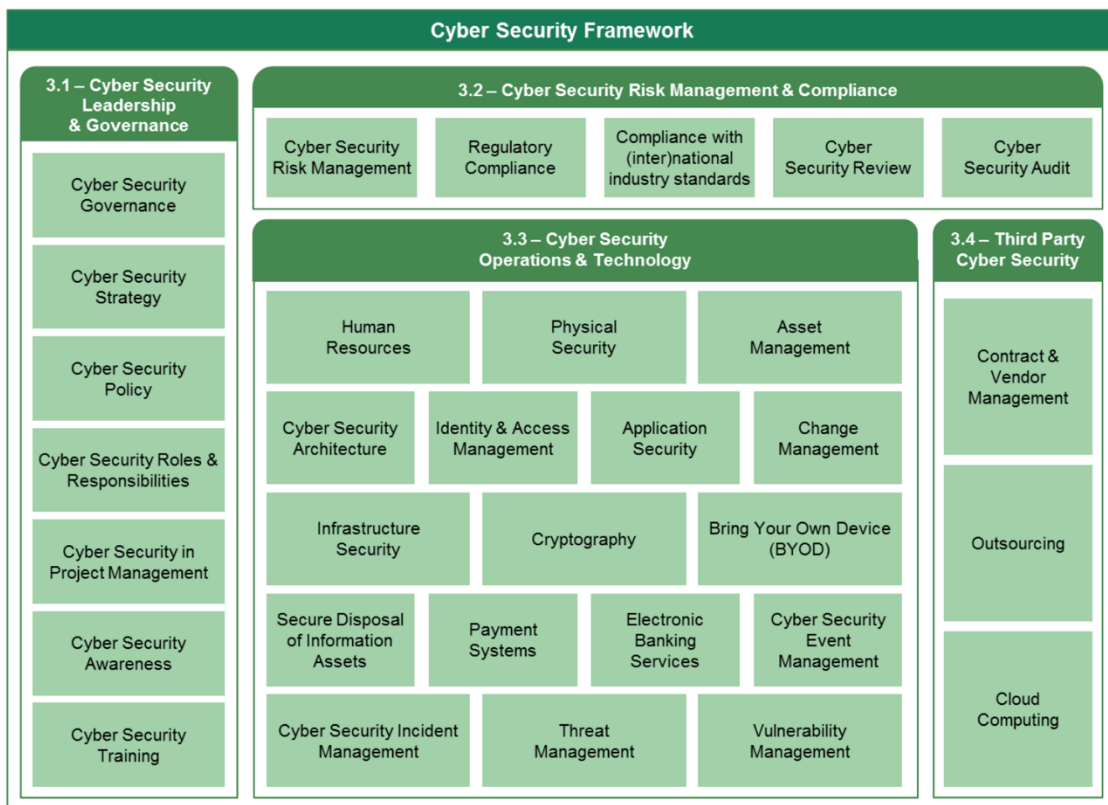 Cyber Security Framework
3.1 – Cyber Security
Leadership
& Governance
Cyber Security
Governance
Cyber Security
Strategy
Cyber Security
Policy
Cyber Security Roles &
Responsibilities
Cyber Security in
Project Management
Cyber Security
Awareness
Cyber Security
Training
3.2 – Cyber Security Risk Management & Compliance
Cyber Security
Risk Management
Regulatory
Compliance
Compliance with
(inter)national
industry standards
Cyber
Security Review
Cyber
Security Audit
3.3 – Cyber Security
Operations & Technology
Human
Resources
Physical
Security
Asset
Management
Cyber Security
Architecture
Identity & Access
Management
Application
Security
Change
Management
Infrastructure
Security
Cryptography
Bring Your Own Device
(BYOD)
Secure Disposal
of Information
Assets
Payment
Systems
Electronic
Banking
Services
Cyber Security
Event
Management
Cyber Security Incident
Management
Threat
Management
Vulnerability
Management
3.4 – Third Party
Cyber Security
Contract &
Vendor
Management
Outsourcing
Cloud
Computing